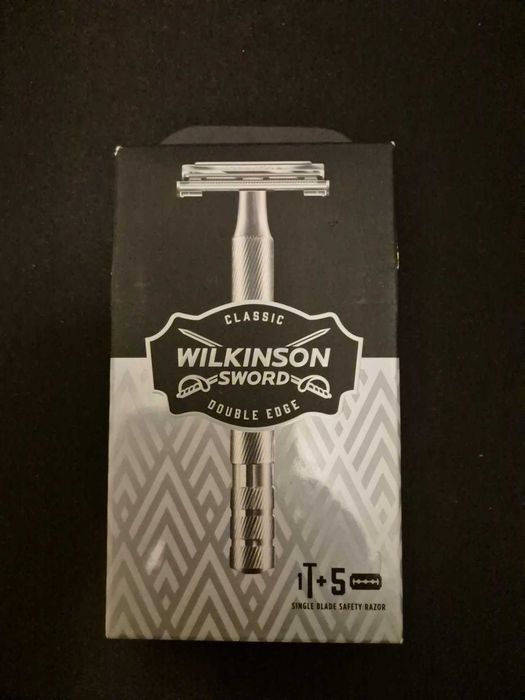 CLASSIC
WILKINSON
SWORD
DOUBLE EDGE
1 + 5
SINGLE BLADE SAFETY RAZOR